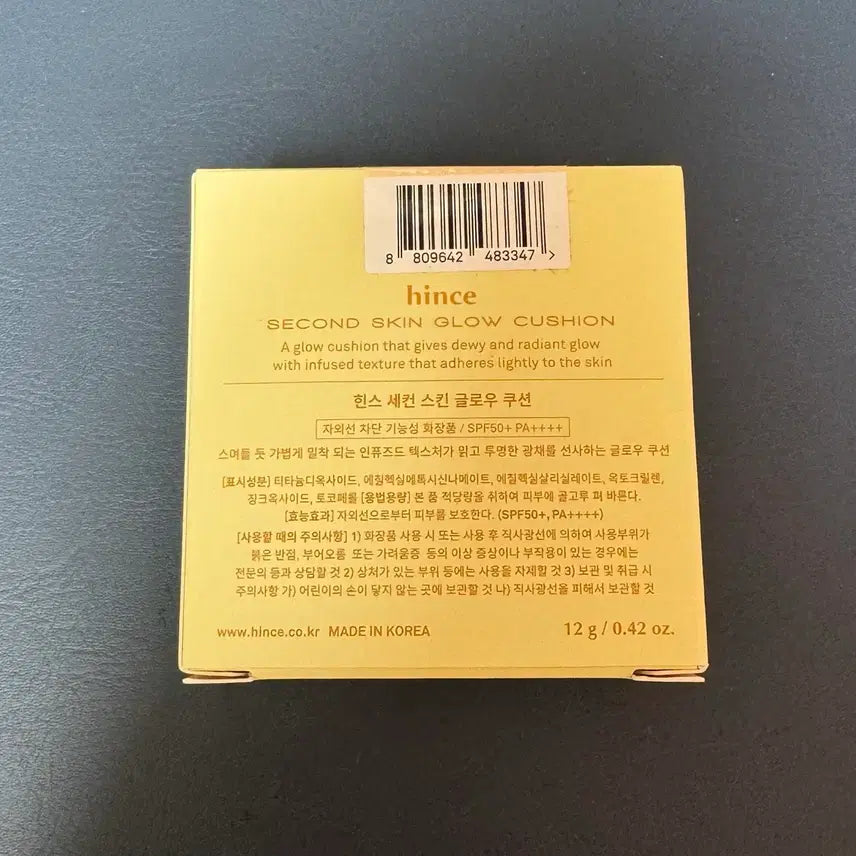 8 809642 483347 >
hince
SECOND SKIN GLOW CUSHION
A glow cushion that gives dewy and radiant glow
with infused texture that adheres lightly to the skin
힌스 세컨 스킨 글로우 쿠션
자외선 차단 기능성 화장품 / SPF50+ PA++++
스며들 듯 가볍게 밀착 되는 인퓨즈드 텍스처가 맑고 투명한 광채를 선사하는 글로우 쿠션
[표시성분] 티타늄디옥사이드, 에칠헥실메톡시신나메이트, 에칠헥실살리실레이트, 옥토크릴렌,
징크옥사이드, 토코페롤 [용법용량] 본 품 적당량을 취하여 피부에 골고루 펴 바른다.
[효능효과] 자외선으로부터 피부를 보호한다. (SPF50+, PA++++)
[사용할 때의 주의사항] 1) 화장품 사용 시 또는 사용 후 직사광선에 의하여 사용부위가
붉은 반점, 부어오름 또는 가려움증 등의 이상 증상이나 부작용이 있는 경우에는
전문의 등과 상담할 것 2) 상처가 있는 부위 등에는 사용을 자제할 것 3) 보관 및 취급 시
주의사항 가) 어린이의 손이 닿지 않는 곳에 보관할 것 나) 직사광선을 피해서 보관할 것
www.hince.co.kr MADE IN KOREA
12 g / 0.42 oz.